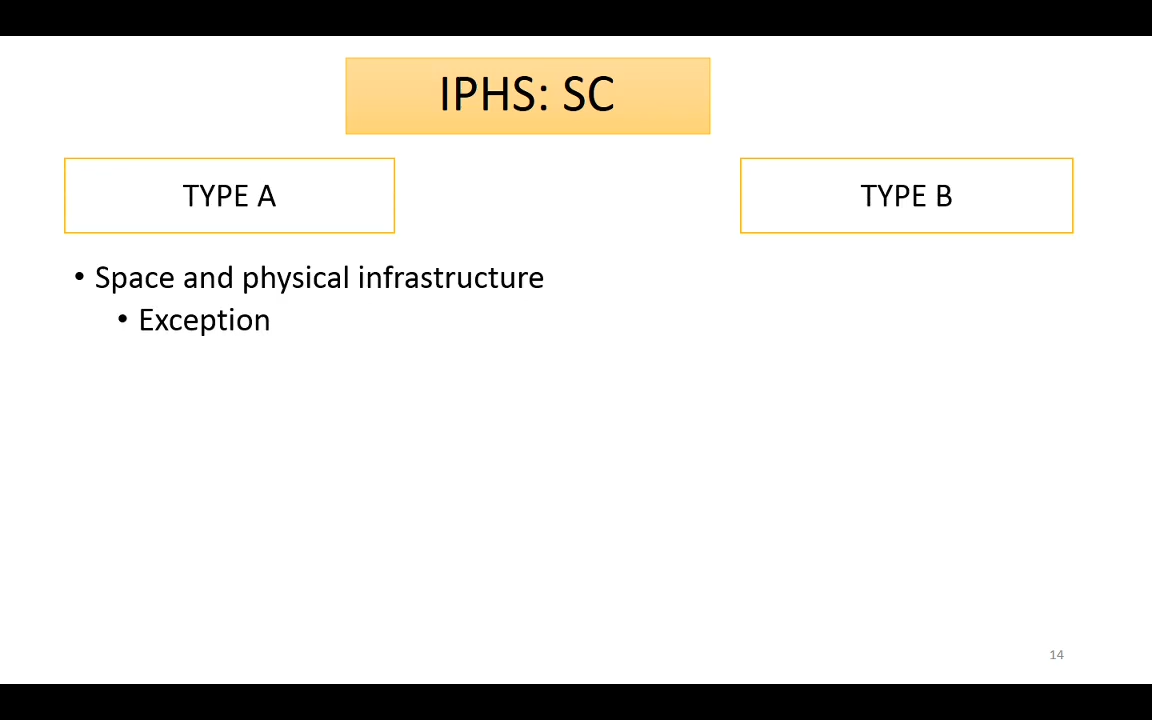 IPHS: SC
TYPE A
TYPE B
• Space and physical infrastructure
• Exception
14